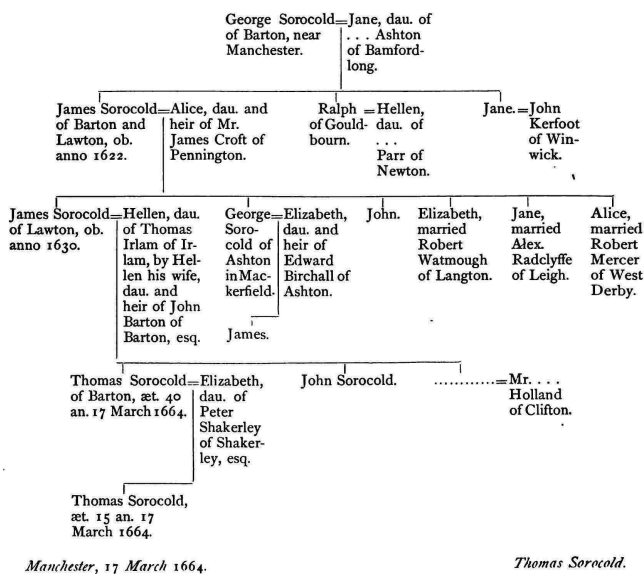 George Sorocold=Jane, dau. of
of Barton, near
Manchester.
. . . Ashton
of Bamford-
long.
James Sorocold=Alice, dau. and
of Barton and
Lawton, ob.
anno 1622.
heir of Mr.
James Croft of
Pennington.
Ralph = Hellen,
of Gould-
bourn.
dau. of
. . .
Parr of
Newton.
Jane.=John
Kerfoot
of Win-
wick.
James Sorocold=Hellen, dau.
of Lawton, ob.
anno 1630.
of Thomas
Irlam of Ir-
lam, by Hel-
len his wife,
dau. and
heir of John
Barton of
Barton, esq.
George=Elizabeth,
Soro-
cold of
Ashton
in Mac-
kerfield.
dau. and
heir of
Edward
Birchall of
Ashton.
James.
John.
Elizabeth,
married
Robert
Watmough
of Langton.
Jane,
married
Alex.
Radclyffe
of Leigh.
Alice,
married
Robert
Mercer
of West
Derby.
Thomas Sorocold=Elizabeth,
of Barton, æt. 40
an. 17 March 1664.
dau. of
Peter
Shakerley
of Shaker-
ley, esq.
John Sorocold.
............=Mr. . . .
Holland
of Clifton.
Thomas Sorocold,
æt. 15 an. 17
March 1664.
Manchester, 17 March 1664.
Thomas Sorocold.